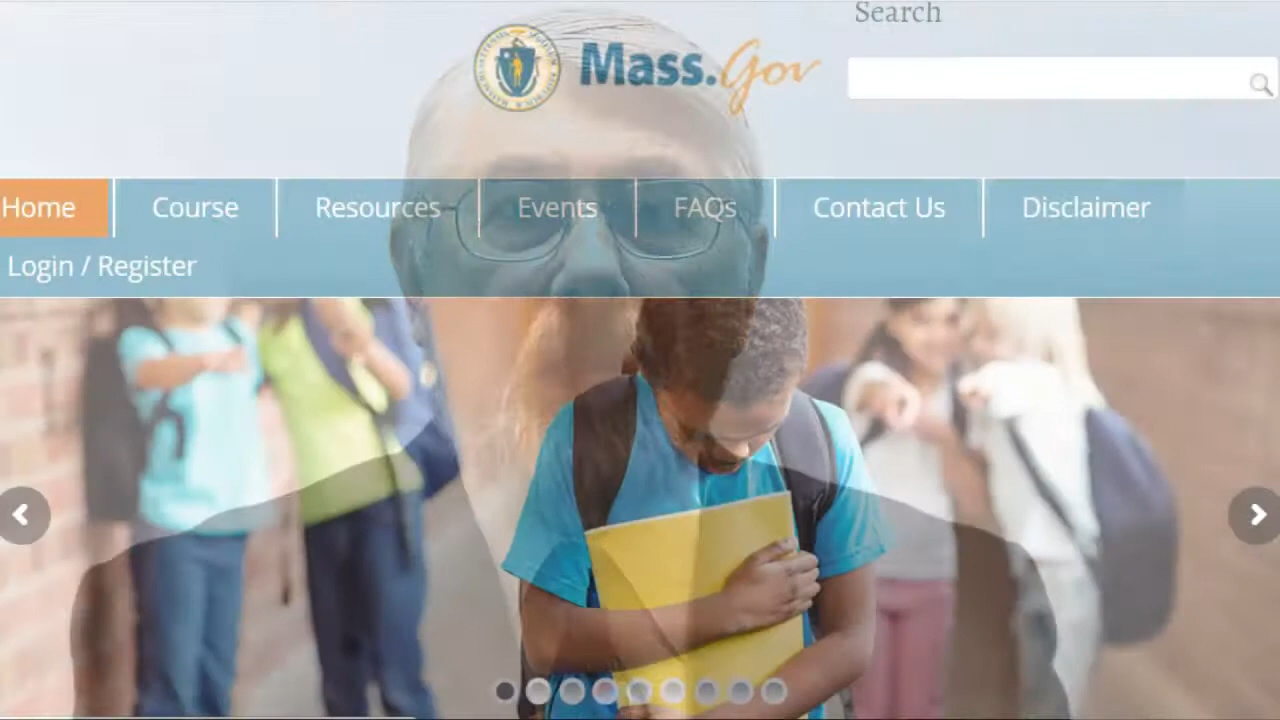 Search
Mass.Gov
Home Course Resources Events FAQs Contact Us Disclaimer
Login / Register